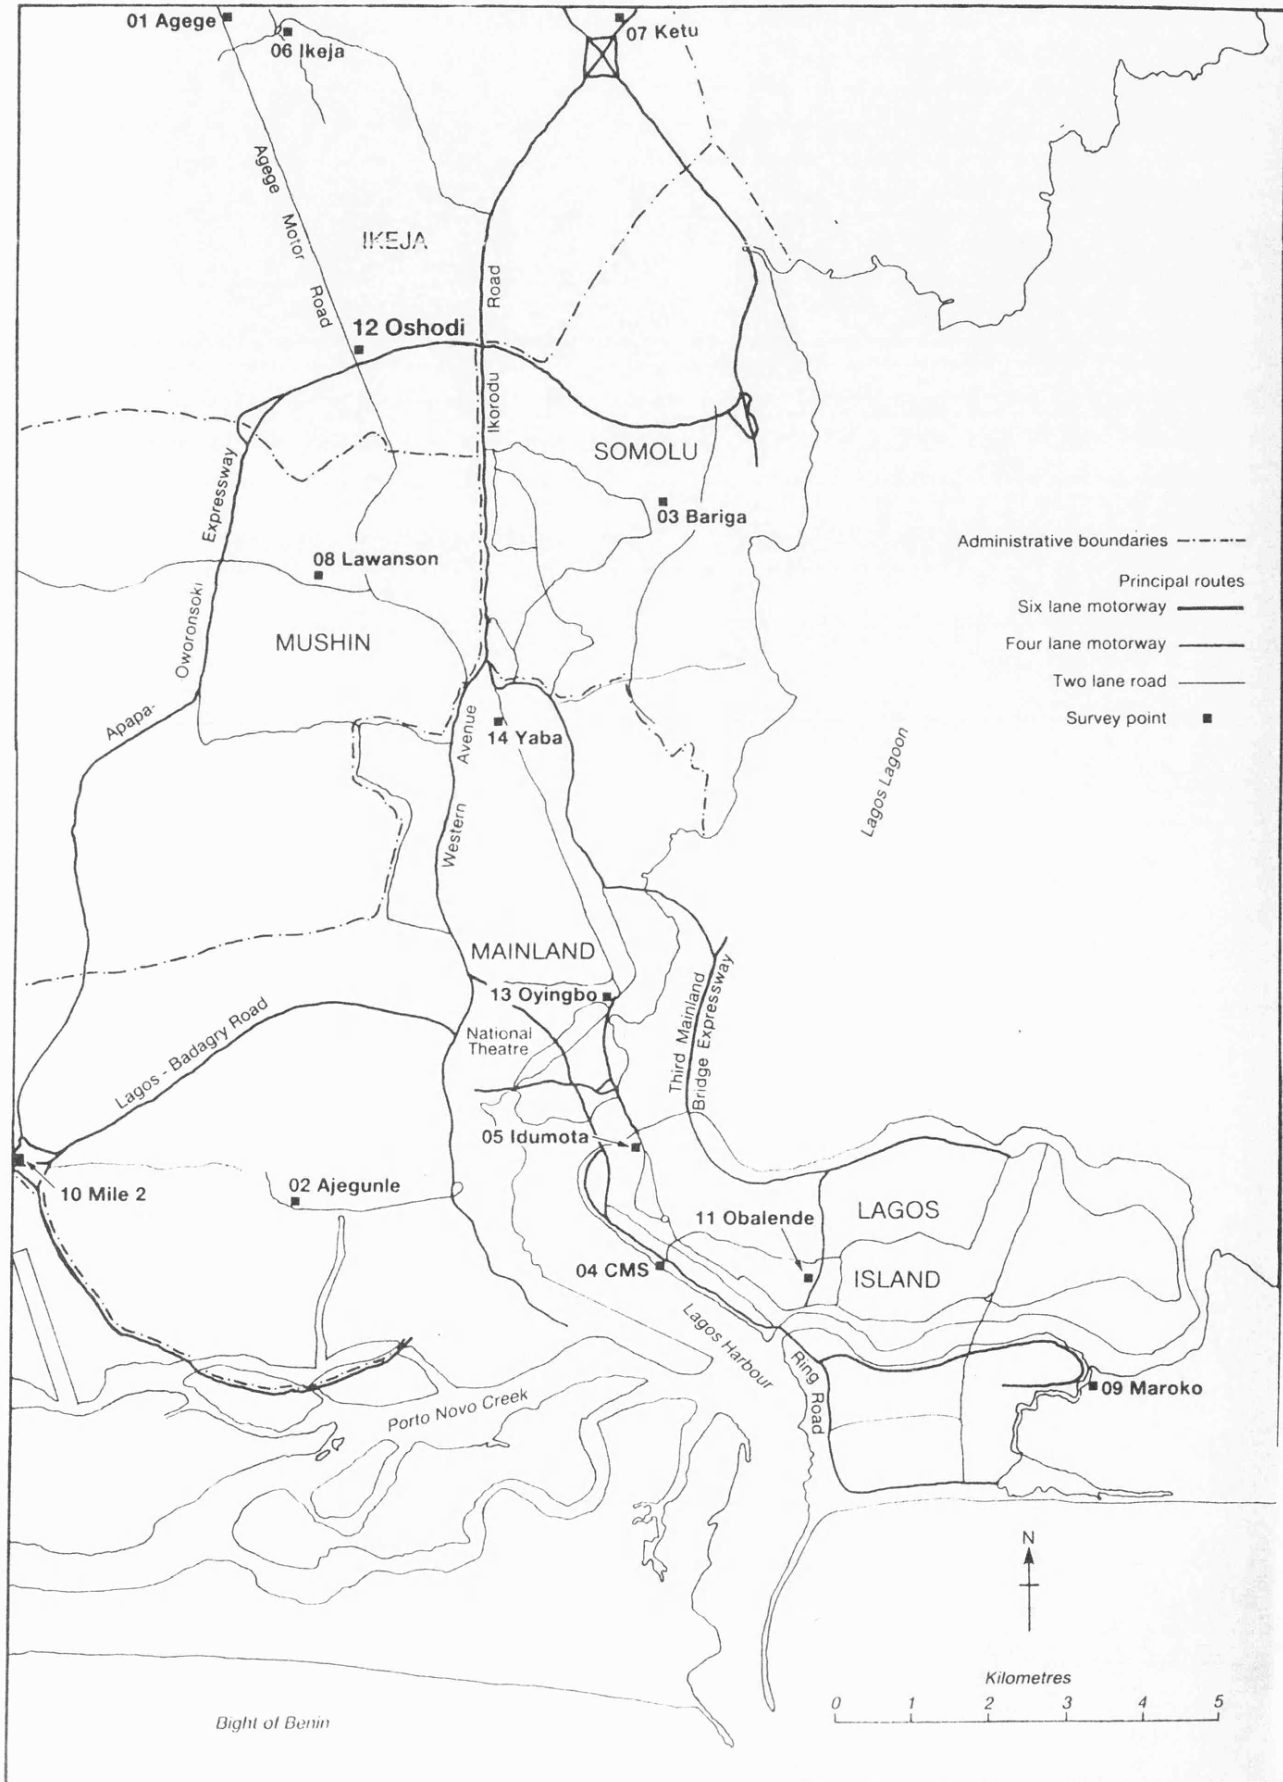 01 Agege
06 Ikeja
07 Ketu
Agege Motor Road
IKEJA
Road
12 Oshodi
Ikorodu
SOMOLU
Expressway
03 Bariga
Administrative boundaries
08 Lawanson
Principal routes
Oworonsoki
Six lane motorway
MUSHIN
Four lane motorway
Two lane road
Apapa-
Survey point
Avenue
14 Yaba
Lagos Lagoon
Western
MAINLAND
13 Oyingbo
Third Mainland
Bridge Expressway
Lagos - Badagry Road
National
Theatre
05 Idumota
10 Mile 2
02 Ajegunle
11 Obalende
LAGOS
04 CMS
ISLAND
Lagos Harbour
Ring Road
09 Maroko
Porto Novo Creek
N
Kilometres
0 1 2 3 4 5
Bight of Benin